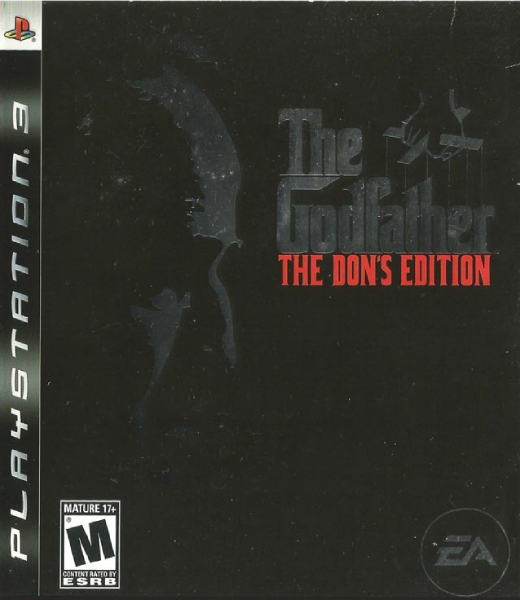 PLAYSTATION 3
The
Godfather
THE DON'S EDITION
MATURE 17+
M
CONTENT RATED BY
ESRB
EA